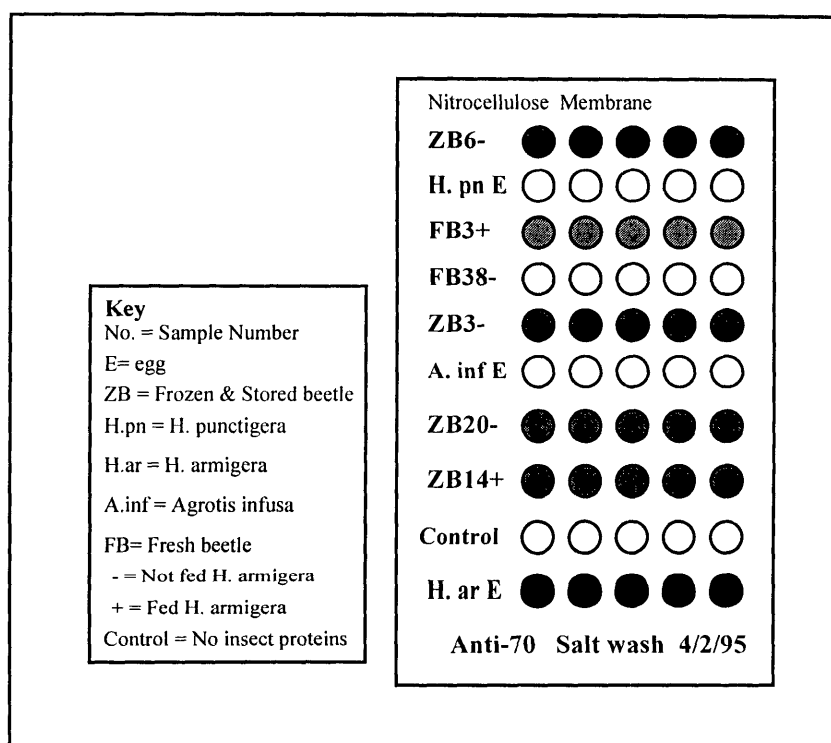 Nitrocellulose Membrane
ZB6-
H. pn E
FB3+
FB38-
ZB3-
A. inf E
ZB20-
ZB14+
Control
H. ar E
Anti-70 Salt wash 4/2/95
Key
No. = Sample Number
E= egg
ZB = Frozen & Stored beetle
H.pn = H. punctigera
H.ar = H. armigera
A.inf = Agrotis infusa
FB= Fresh beetle
- = Not fed H. armigera
+ = Fed H. armigera
Control = No insect proteins